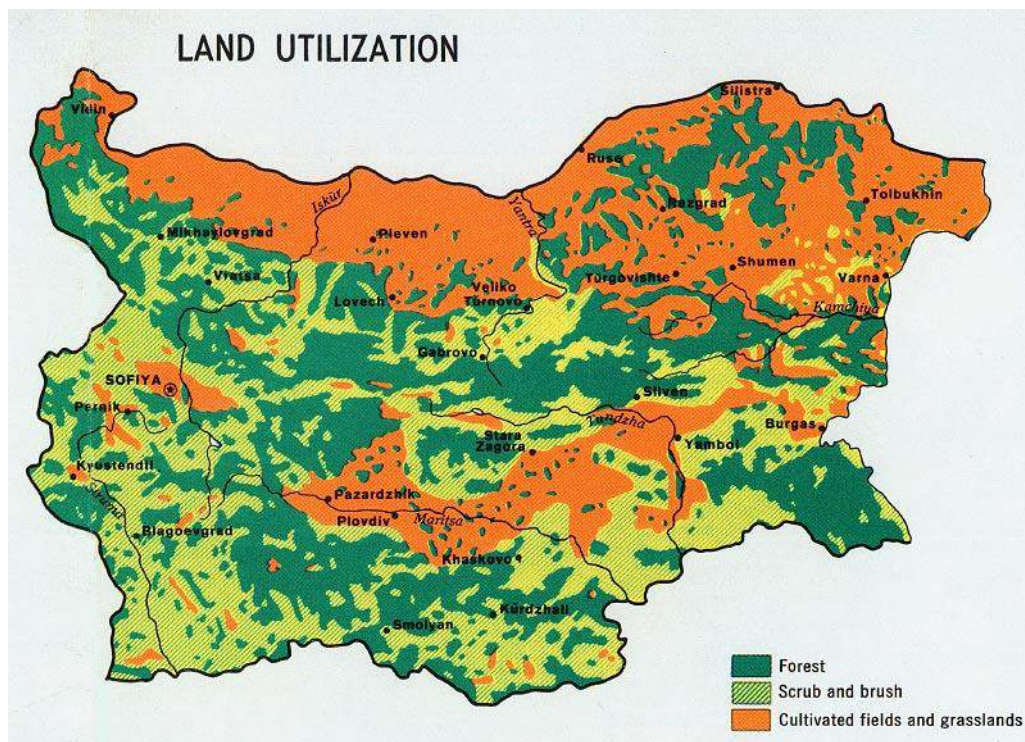 LAND UTILIZATION
Vidin
Silistra
Ruse
Iskŭr
Yantra
Razgrad
Tolbukhin
Mikhaylovgrad
Pleven
Vratsa
Tŭrgovishte
Shumen
Varna
Lovech
Veliko
Tŭrnovo
Kamchiya
Gabrovo
SOFIYA
Sliven
Pernik
Tundzha
Burgas
Stara
Zagora
Yambol
Kyustendil
Struma
Pazardzhik
Plovdiv
Maritsa
Blagoevgrad
Khaskovo
Kŭrdzhali
Smolyan
Forest
Scrub and brush
Cultivated fields and grasslands